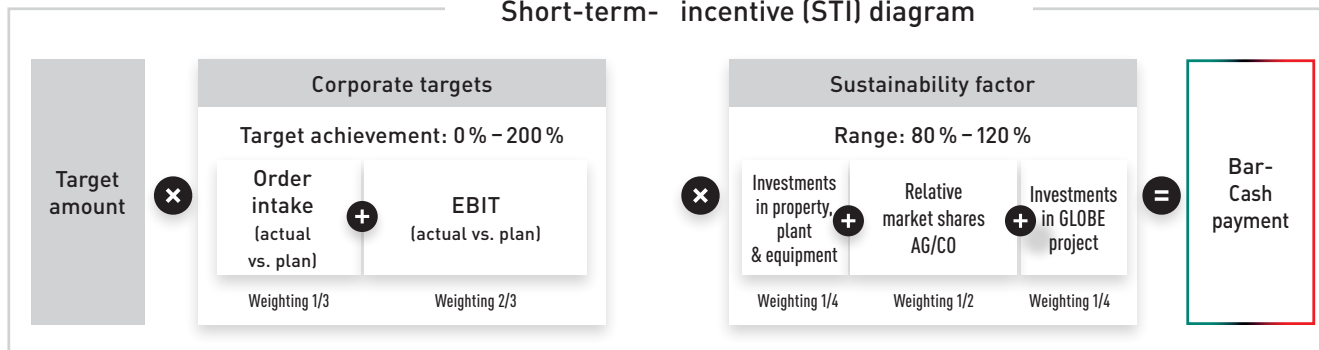 Short-term- incentive (STI) diagram
Target
amount
×
Corporate targets
Target achievement: 0 % – 200 %
Order
intake
(actual
vs. plan)
+
EBIT
(actual vs. plan)
Weighting 1/3
Weighting 2/3
×
Sustainability factor
Range: 80 % – 120 %
Investments
in property,
plant
& equipment
+
Relative
market shares
AG/CO
+
Investments
in GLOBE
project
Weighting 1/4
Weighting 1/2
Weighting 1/4
=
Bar-
Cash
payment